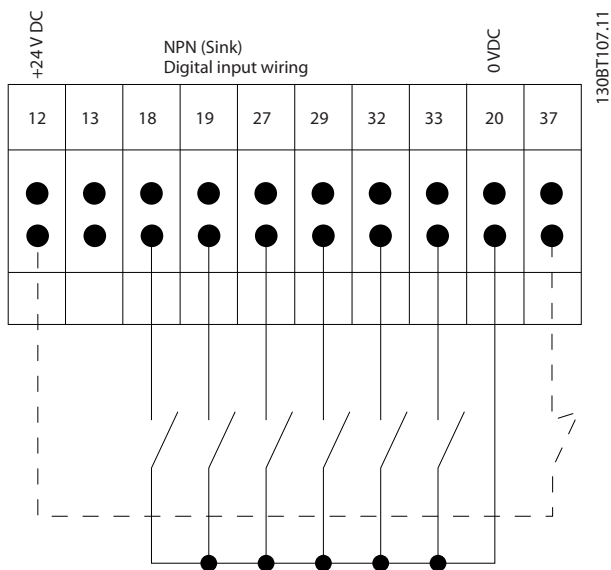 +24 V DC
NPN (Sink)
Digital input wiring
0 VDC
130BT107.11
12 13 18 19 27 29 32 33 20 37